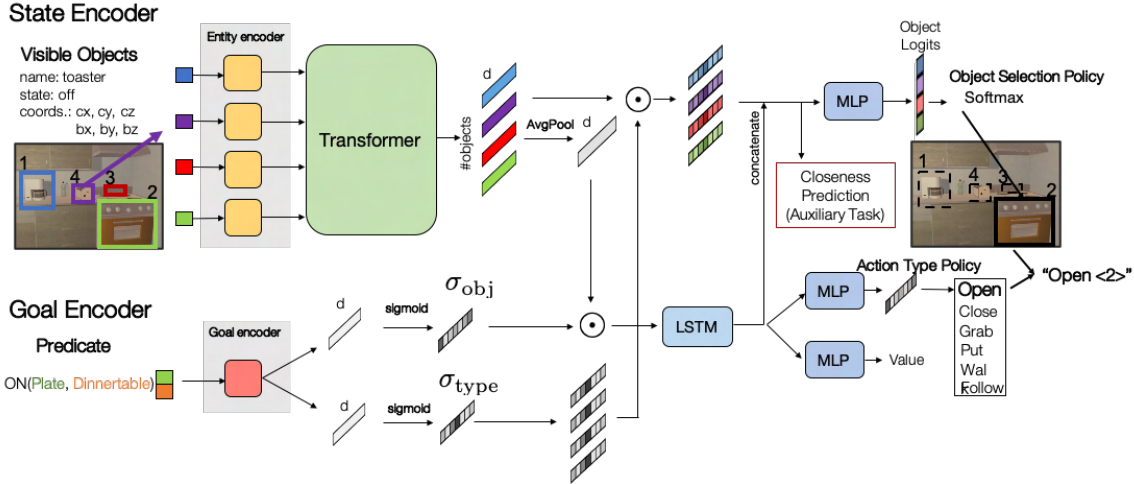 State Encoder
Visible Objects
name: toaster
state: off
coords.: cx, cy, cz
bx, by, bz
1
4
3
2
Entity encoder
Transformer
#objects
d
AvgPool
d
concatenate
MLP
Object
Logits
Object Selection Policy
Softmax
Closeness
Prediction
(Auxiliary Task)
1
4
3
2
Goal Encoder
Predicate
ON(Plate, Dinnertable)
Goal encoder
d
sigmoid
σobj
d
sigmoid
σtype
LSTM
MLP
Action Type Policy
MLP
Value
Open
Close
Grab
Put
Wal
Follow
k
“Open <2>”